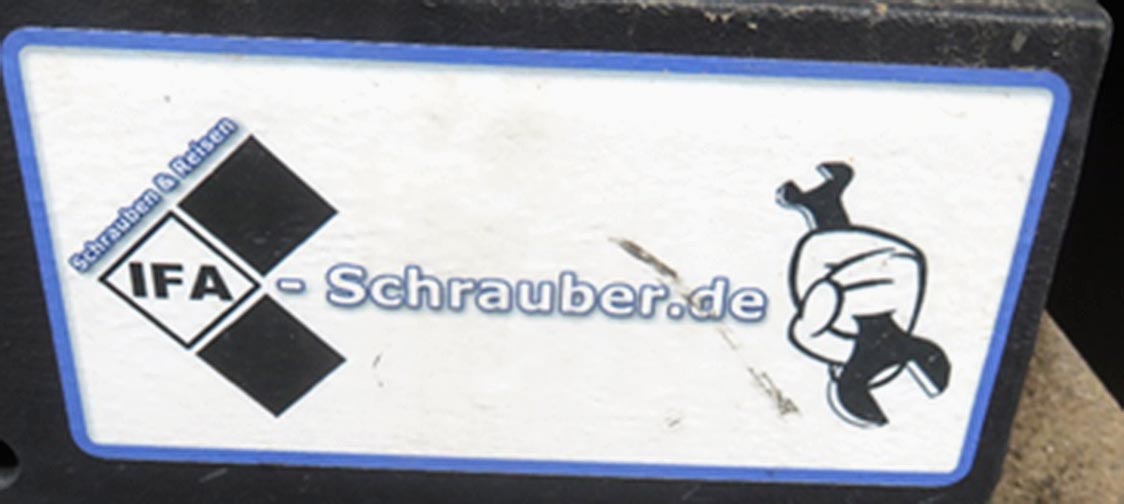 Schrauben & Reisen
IFA - Schrauber.de